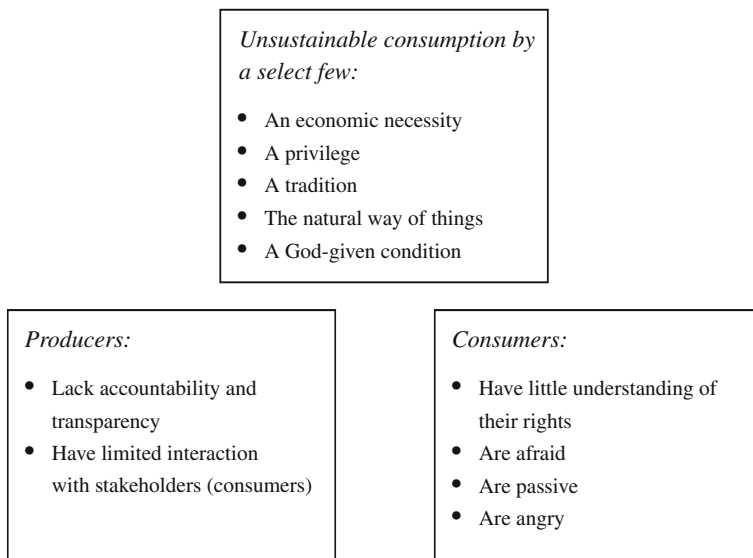 Unsustainable consumption by
a select few:
• An economic necessity
• A privilege
• A tradition
• The natural way of things
• A God-given condition
Producers:
• Lack accountability and
transparency
• Have limited interaction
with stakeholders (consumers)
Consumers:
• Have little understanding of
their rights
• Are afraid
• Are passive
• Are angry